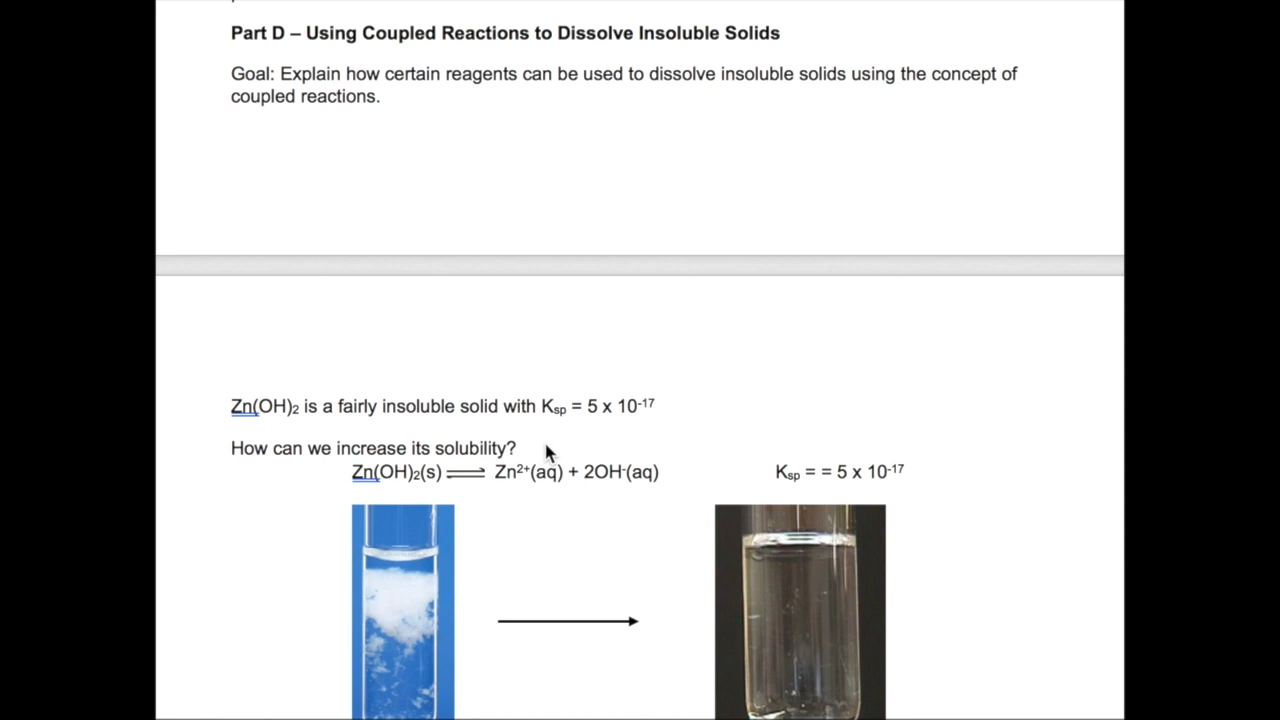 Part D – Using Coupled Reactions to Dissolve Insoluble Solids
Goal: Explain how certain reagents can be used to dissolve insoluble solids using the concept of
coupled reactions.
Zn(OH)₂ is a fairly insoluble solid with Kₛₚ = 5 x 10⁻¹⁷
How can we increase its solubility?
Zn(OH)₂(s) ⇌ Zn²⁺(aq) + 2OH⁻(aq) Kₛₚ = = 5 x 10⁻¹⁷